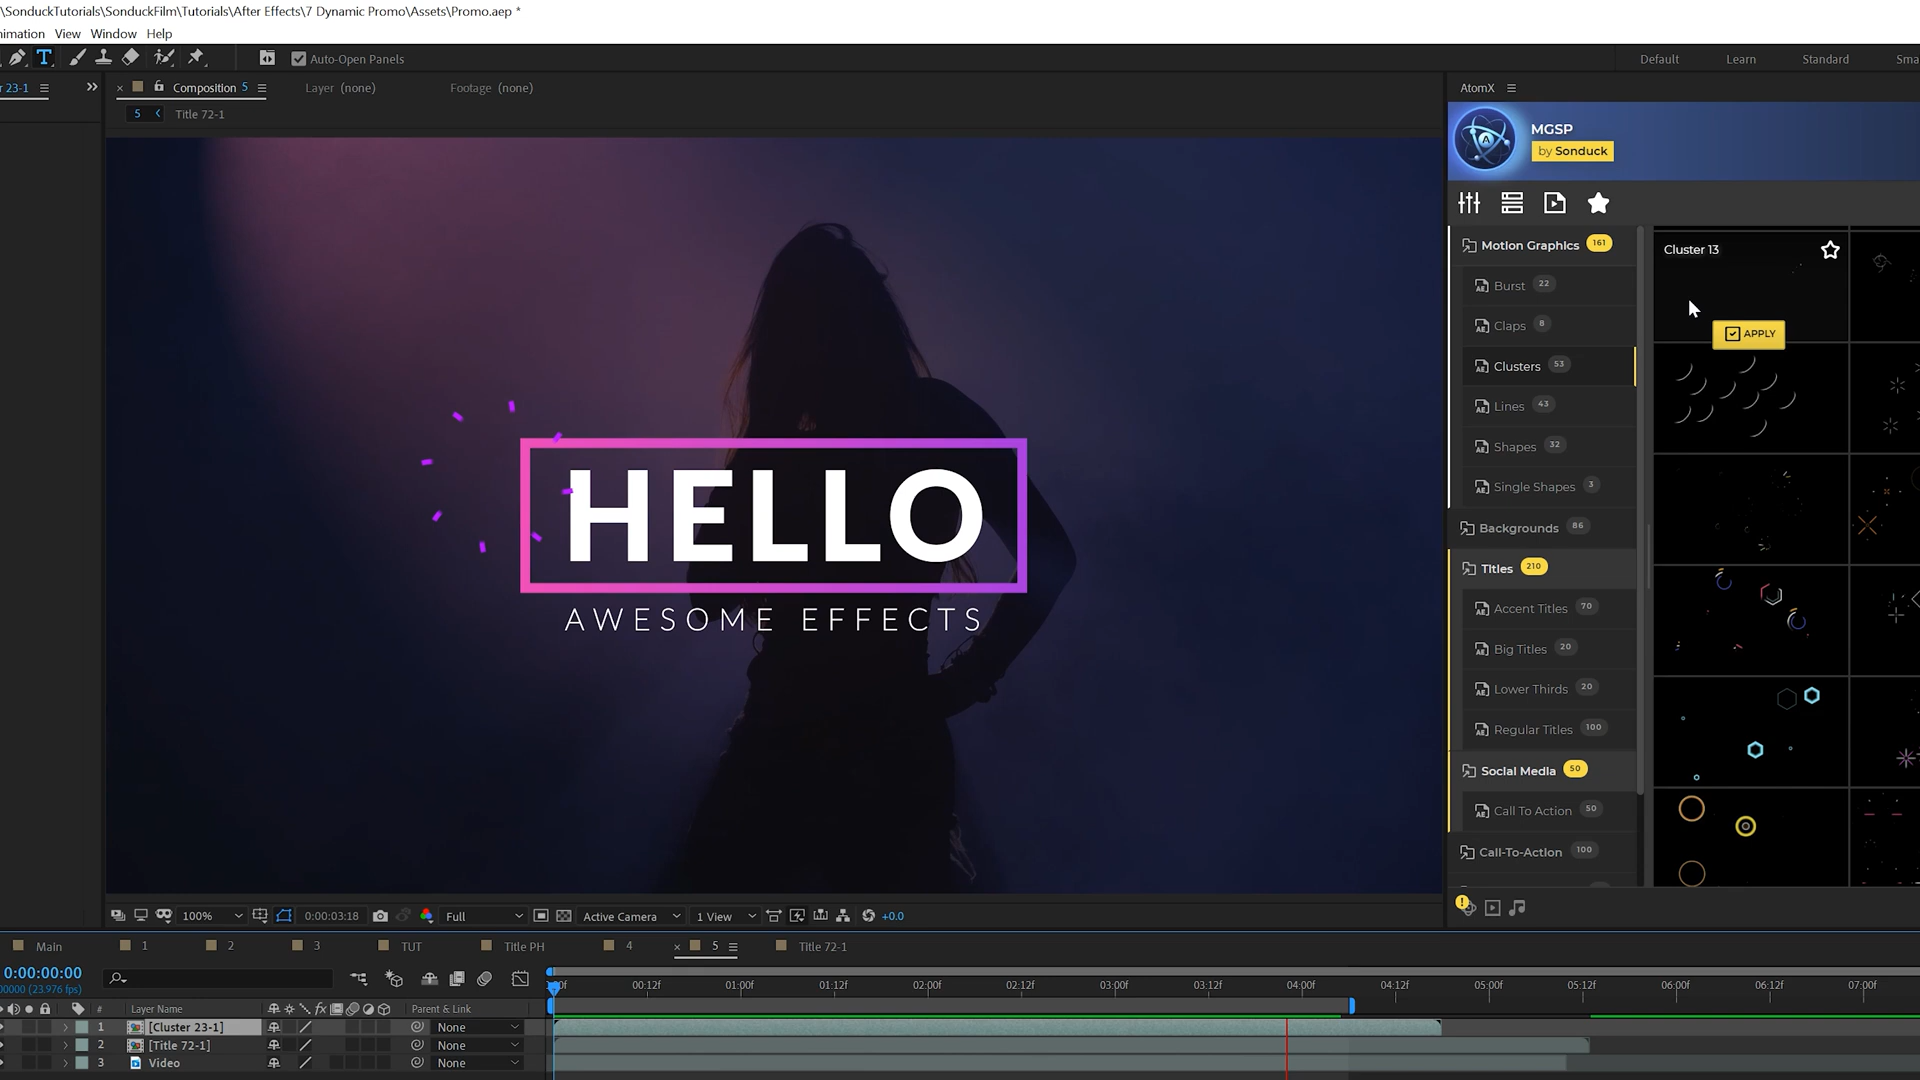 \SonduckTutorials\SonduckFilm\Tutorials\After Effects\7 Dynamic Promo\Assets\Promo.aep *
nimation View Window Help
T Auto-Open Panels Default Learn Standard Sma
r 23-1 Composition 5 Layer (none) Footage (none) AtomX
5 Title 72-1
MGSP
by Sonduck
Motion Graphics 161
Burst 22
Claps 8
Clusters 53
Lines 43
Shapes 32
Single Shapes 3
Backgrounds 86
Titles 210
Accent Titles 70
Big Titles 20
Lower Thirds 20
Regular Titles 100
Social Media 50
Call To Action 50
Call-To-Action 100
Cluster 13
APPLY
HELLO
AWESOME EFFECTS
100% 0:00:03:18 Full Active Camera 1 View +0.0
Main 1 2 3 TUT Title PH 4 5 Title 72-1
0:00:00:00
00000 (23.976 fps)
00:12f 01:00f 01:12f 02:00f 02:12f 03:00f 03:12f 04:00f 04:12f 05:00f 05:12f 06:00f 06:12f 07:00f
# Layer Name fx Parent & Link
1 [Cluster 23-1] None
2 [Title 72-1] None
3 Video None